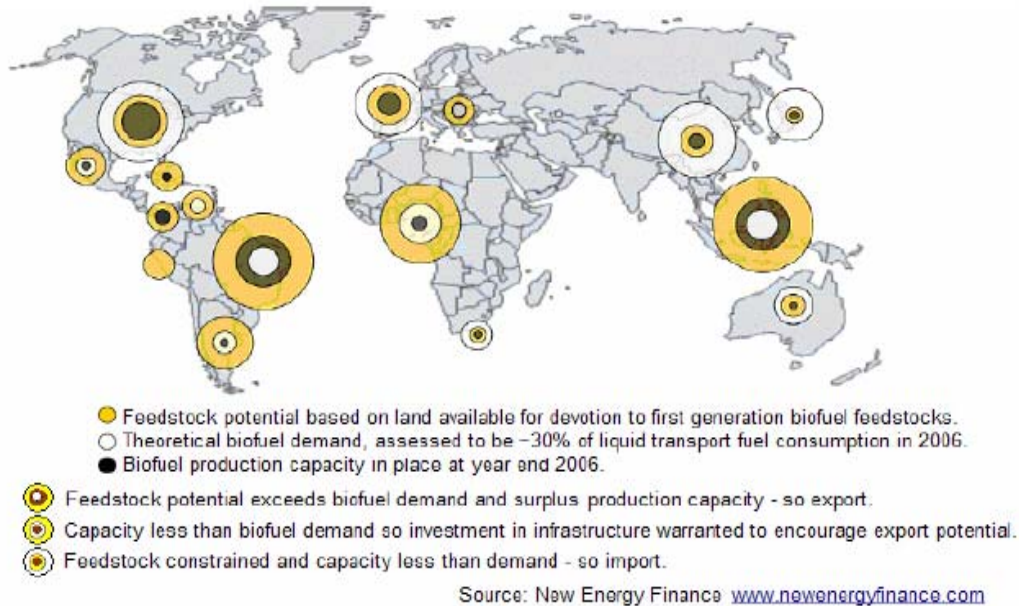 Feedstock potential based on land available for devotion to first generation biofuel feedstocks.
Theoretical biofuel demand, assessed to be ~30% of liquid transport fuel consumption in 2006.
Biofuel production capacity in place at year end 2006.
Feedstock potential exceeds biofuel demand and surplus production capacity - so export.
Capacity less than biofuel demand so investment in infrastructure warranted to encourage export potential.
Feedstock constrained and capacity less than demand - so import.
Source: New Energy Finance www.newenergyfinance.com